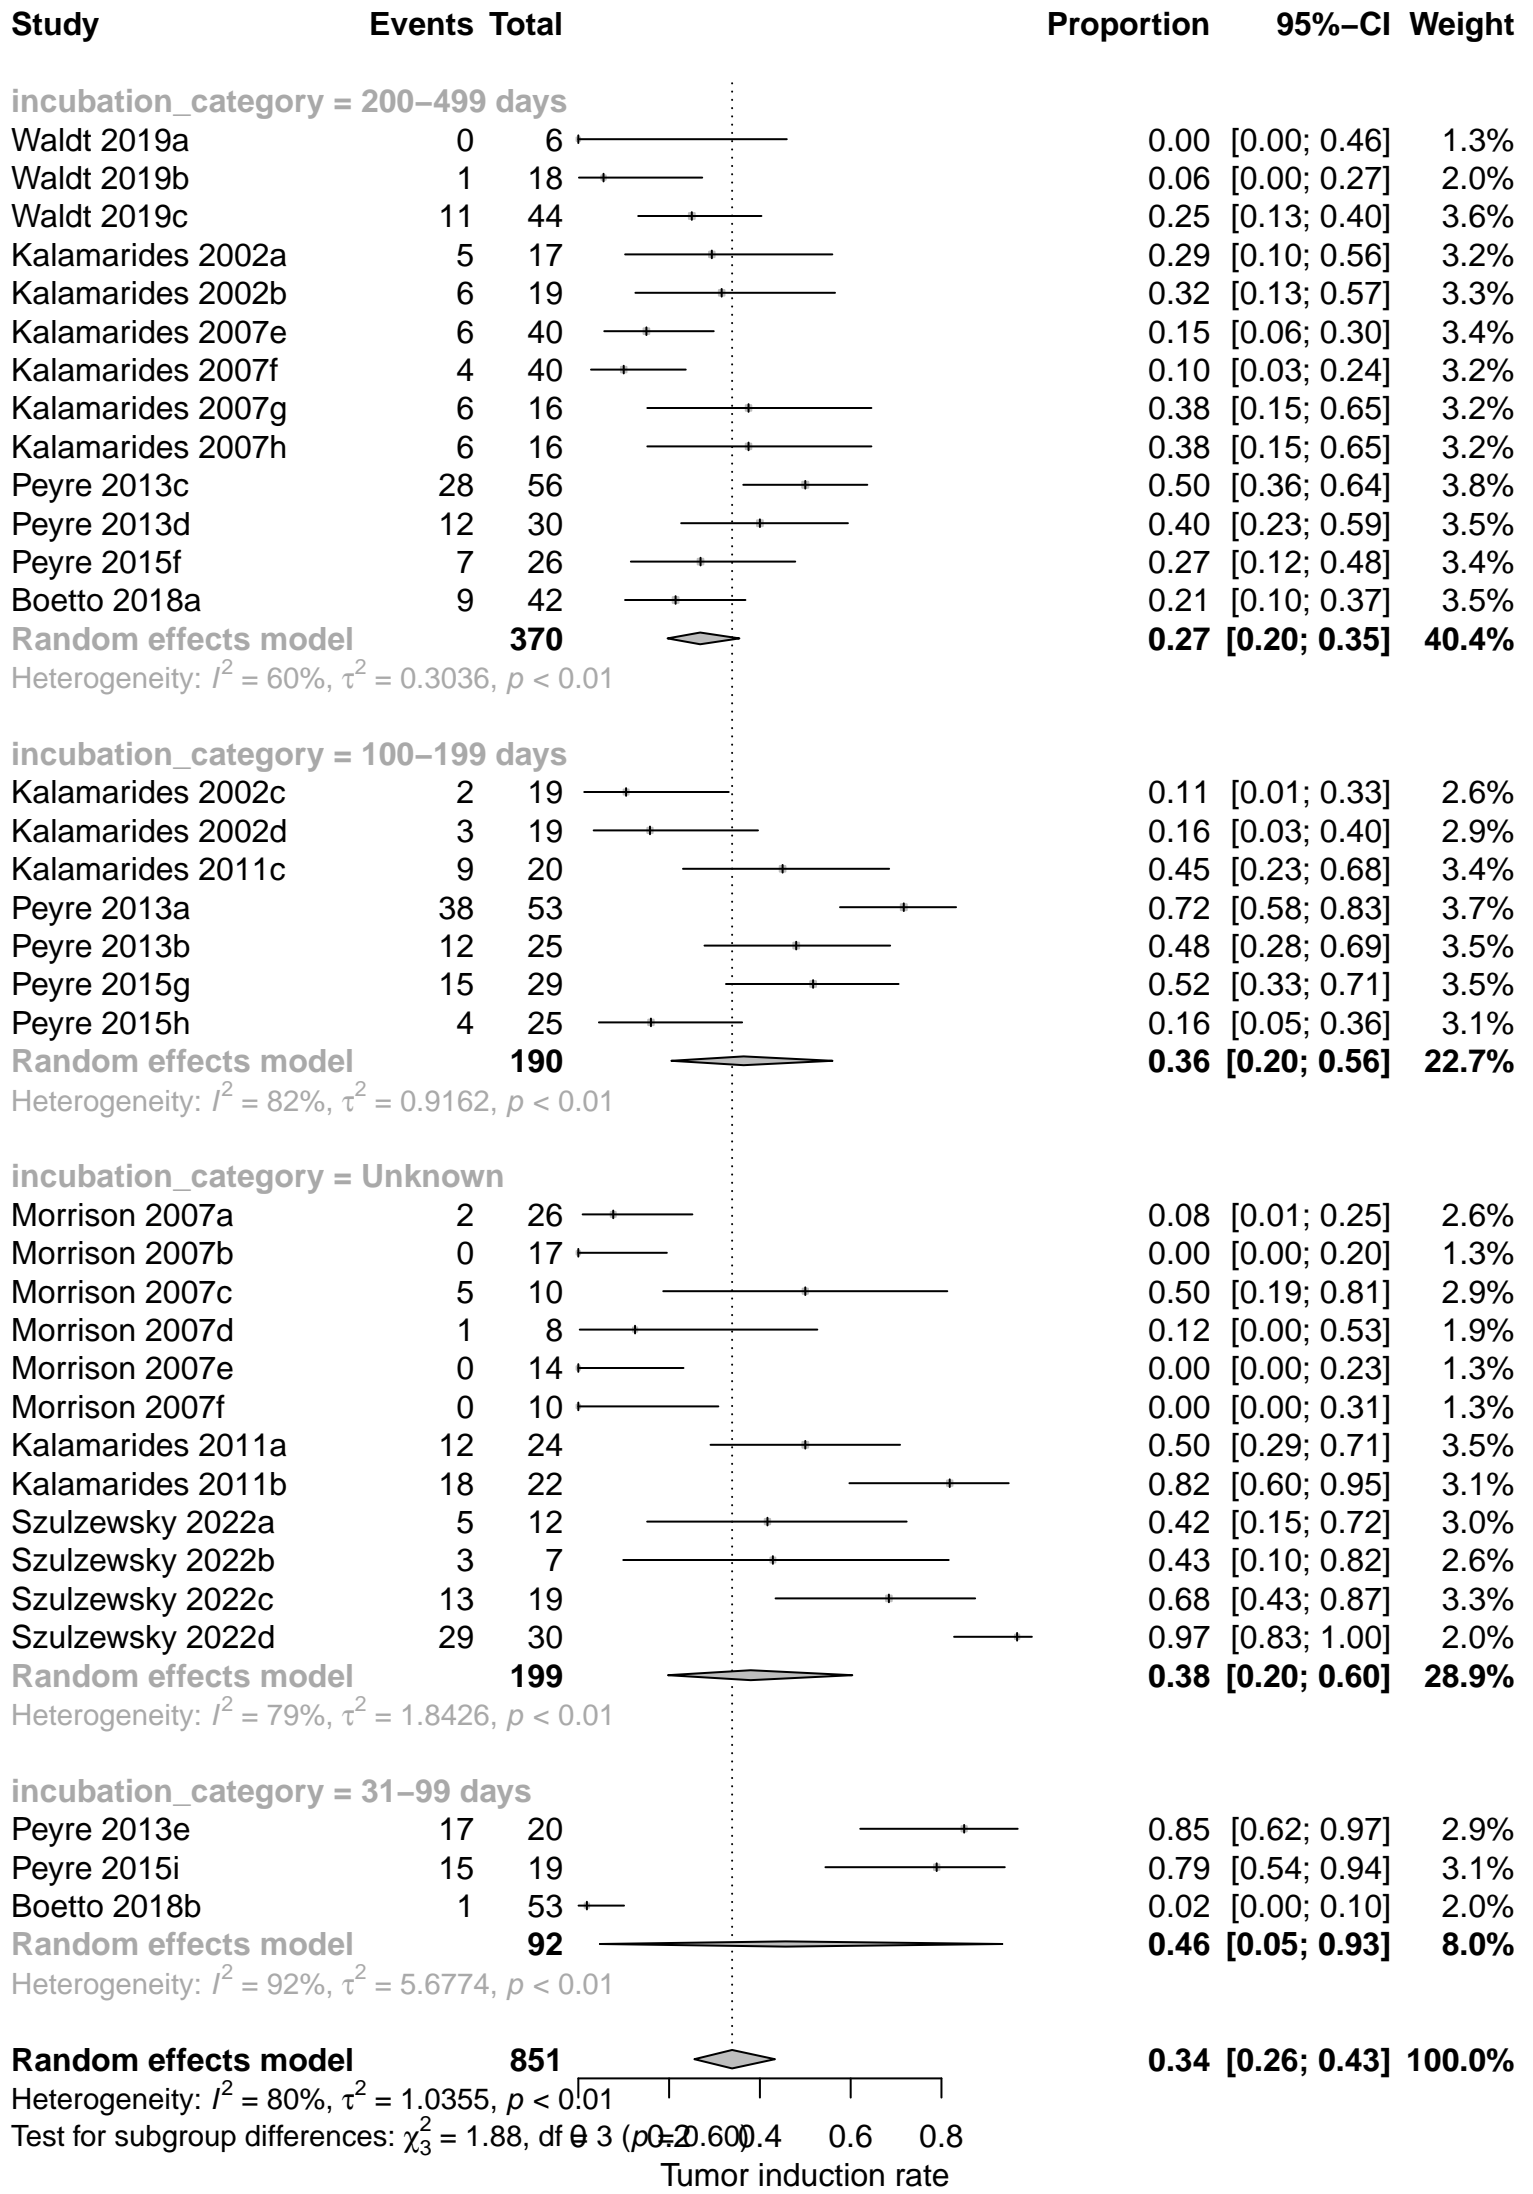 Study Events Total Proportion 95%–CI Weight
incubation_category = 200–499 days
Waldt 2019a 0 6 0.00 [0.00; 0.46] 1.3%
Waldt 2019b 1 18 0.06 [0.00; 0.27] 2.0%
Waldt 2019c 11 44 0.25 [0.13; 0.40] 3.6%
Kalamarides 2002a 5 17 0.29 [0.10; 0.56] 3.2%
Kalamarides 2002b 6 19 0.32 [0.13; 0.57] 3.3%
Kalamarides 2007e 6 40 0.15 [0.06; 0.30] 3.4%
Kalamarides 2007f 4 40 0.10 [0.03; 0.24] 3.2%
Kalamarides 2007g 6 16 0.38 [0.15; 0.65] 3.2%
Kalamarides 2007h 6 16 0.38 [0.15; 0.65] 3.2%
Peyre 2013c 28 56 0.50 [0.36; 0.64] 3.8%
Peyre 2013d 12 30 0.40 [0.23; 0.59] 3.5%
Peyre 2015f 7 26 0.27 [0.12; 0.48] 3.4%
Boetto 2018a 9 42 0.21 [0.10; 0.37] 3.5%
Random effects model 370 0.27 [0.20; 0.35] 40.4%
Heterogeneity: I² = 60%, τ² = 0.3036, p < 0.01
incubation_category = 100–199 days
Kalamarides 2002c 2 19 0.11 [0.01; 0.33] 2.6%
Kalamarides 2002d 3 19 0.16 [0.03; 0.40] 2.9%
Kalamarides 2011c 9 20 0.45 [0.23; 0.68] 3.4%
Peyre 2013a 38 53 0.72 [0.58; 0.83] 3.7%
Peyre 2013b 12 25 0.48 [0.28; 0.69] 3.5%
Peyre 2015g 15 29 0.52 [0.33; 0.71] 3.5%
Peyre 2015h 4 25 0.16 [0.05; 0.36] 3.1%
Random effects model 190 0.36 [0.20; 0.56] 22.7%
Heterogeneity: I² = 82%, τ² = 0.9162, p < 0.01
incubation_category = Unknown
Morrison 2007a 2 26 0.08 [0.01; 0.25] 2.6%
Morrison 2007b 0 17 0.00 [0.00; 0.20] 1.3%
Morrison 2007c 5 10 0.50 [0.19; 0.81] 2.9%
Morrison 2007d 1 8 0.12 [0.00; 0.53] 1.9%
Morrison 2007e 0 14 0.00 [0.00; 0.23] 1.3%
Morrison 2007f 0 10 0.00 [0.00; 0.31] 1.3%
Kalamarides 2011a 12 24 0.50 [0.29; 0.71] 3.5%
Kalamarides 2011b 18 22 0.82 [0.60; 0.95] 3.1%
Szulzewsky 2022a 5 12 0.42 [0.15; 0.72] 3.0%
Szulzewsky 2022b 3 7 0.43 [0.10; 0.82] 2.6%
Szulzewsky 2022c 13 19 0.68 [0.43; 0.87] 3.3%
Szulzewsky 2022d 29 30 0.97 [0.83; 1.00] 2.0%
Random effects model 199 0.38 [0.20; 0.60] 28.9%
Heterogeneity: I² = 79%, τ² = 1.8426, p < 0.01
incubation_category = 31–99 days
Peyre 2013e 17 20 0.85 [0.62; 0.97] 2.9%
Peyre 2015i 15 19 0.79 [0.54; 0.94] 3.1%
Boetto 2018b 1 53 0.02 [0.00; 0.10] 2.0%
Random effects model 92 0.46 [0.05; 0.93] 8.0%
Heterogeneity: I² = 92%, τ² = 5.6774, p < 0.01
Random effects model 851 0.34 [0.26; 0.43] 100.0%
Heterogeneity: I² = 80%, τ² = 1.0355, p < 0.01
Test for subgroup differences: χ²₃ = 1.88, df = 3 (p = 0.60)
0 0.2 0.4 0.6 0.8
Tumor induction rate